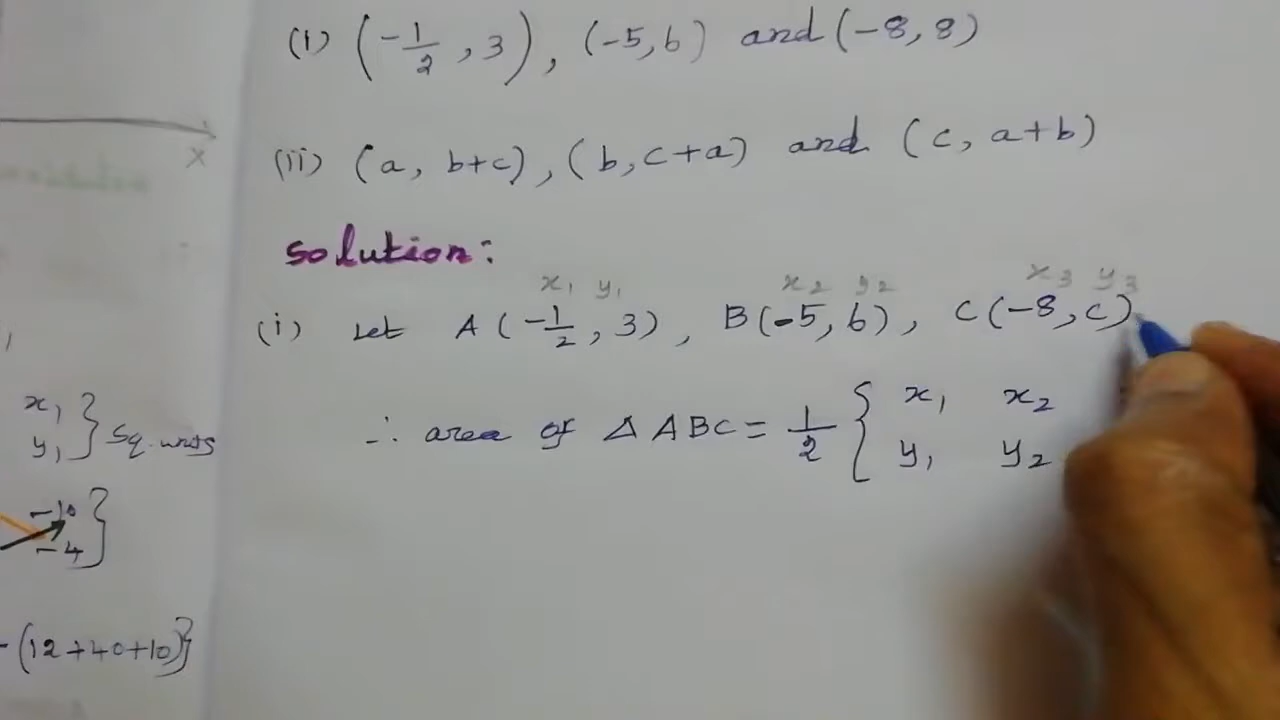 (i) (-1/2, 3), (-5, 6) and (-8, 8)
(ii) (a, b+c), (b, c+a) and (c, a+b)
x
Solution:
x₁ y₁ x₂ y₂ x₃ y₃
(i) Let A(-1/2, 3), B(-5, 6), C(-8, c)
∴ area of Δ ABC = 1/2 { x₁ x₂
y₁ y₂
x₁
y₁ } Sq. units
-10
-4 }
-(12+40+10)}